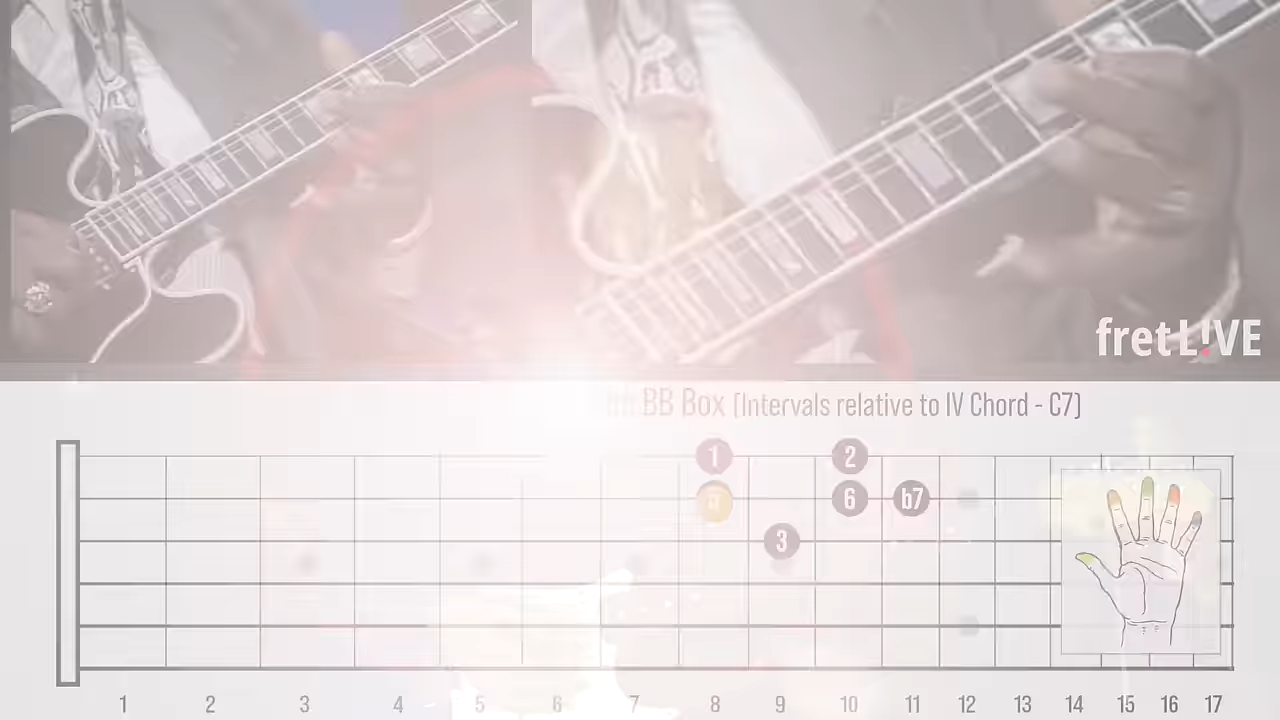 fretL!VE
BB Box (Intervals relative to IV Chord - C7)
1 2
6 b7
3
1 2 3 4 5 6 7 8 9 10 11 12 13 14 15 16 17